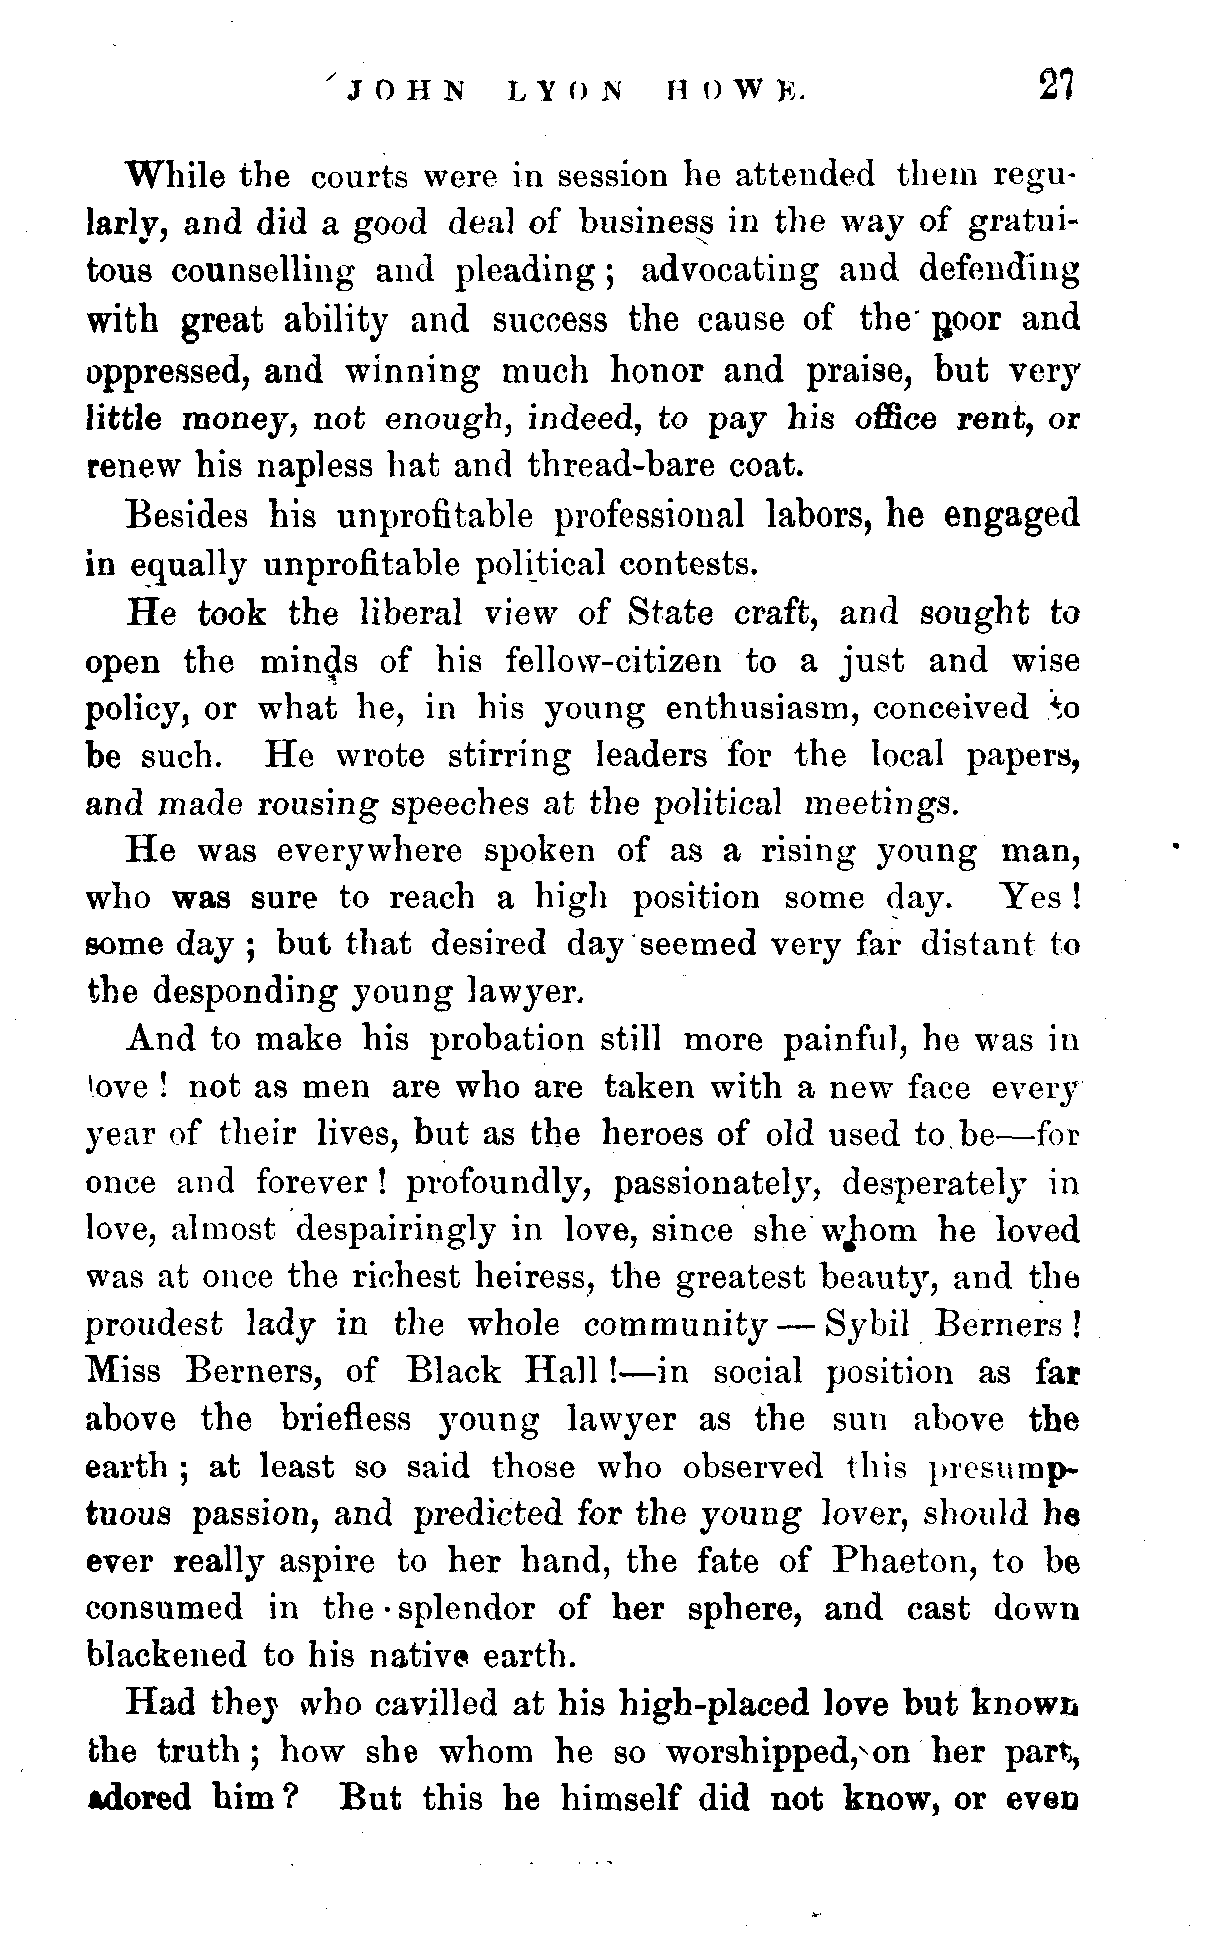 JOHN LYON HOWE. 27
While the courts were in session he attended them regu-
larly, and did a good deal of business in the way of gratui-
tous counselling and pleading; advocating and defending
with great ability and success the cause of the poor and
oppressed, and winning much honor and praise, but very
little money, not enough, indeed, to pay his office rent, or
renew his napless hat and thread-bare coat.
Besides his unprofitable professional labors, he engaged
in equally unprofitable political contests.
He took the liberal view of State craft, and sought to
open the minds of his fellow-citizen to a just and wise
policy, or what he, in his young enthusiasm, conceived to
be such. He wrote stirring leaders for the local papers,
and made rousing speeches at the political meetings.
He was everywhere spoken of as a rising young man,
who was sure to reach a high position some day. Yes!
some day; but that desired day seemed very far distant to
the desponding young lawyer.
And to make his probation still more painful, he was in
love! not as men are who are taken with a new face every
year of their lives, but as the heroes of old used to be—for
once and forever! profoundly, passionately, desperately in
love, almost despairingly in love, since she whom he loved
was at once the richest heiress, the greatest beauty, and the
proudest lady in the whole community—Sybil Berners!
Miss Berners, of Black Hall!—in social position as far
above the briefless young lawyer as the sun above the
earth; at least so said those who observed this presump-
tuous passion, and predicted for the young lover, should he
ever really aspire to her hand, the fate of Phaeton, to be
consumed in the splendor of her sphere, and cast down
blackened to his native earth.
Had they who cavilled at his high-placed love but known
the truth; how she whom he so worshipped, on her part,
adored him? But this he himself did not know, or even